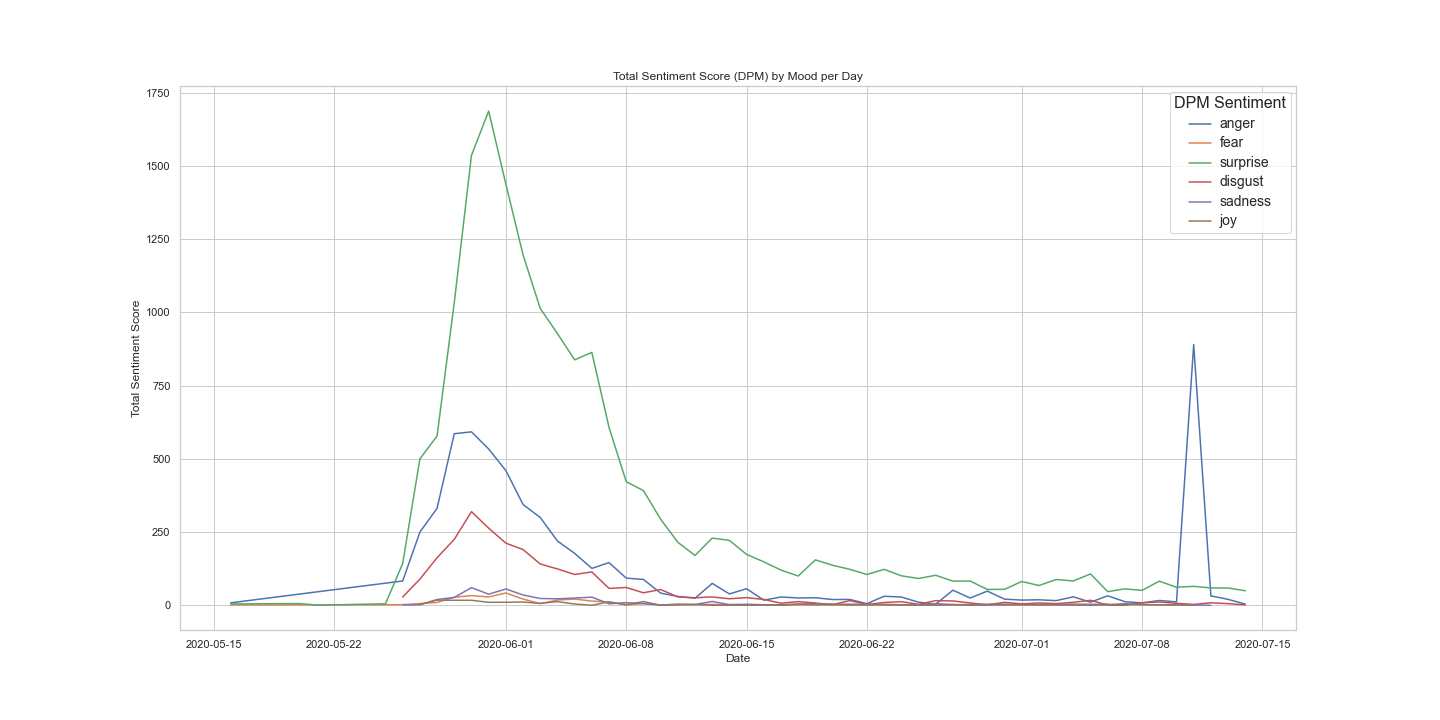 Total Sentiment Score (DPM) by Mood per Day
1750
1500
1250
1000
750
500
250
0
Total Sentiment Score
DPM Sentiment
anger
fear
surprise
disgust
sadness
joy
2020-05-15
2020-05-22
2020-06-01
2020-06-08
2020-06-15
2020-06-22
2020-07-01
2020-07-08
2020-07-15
Date